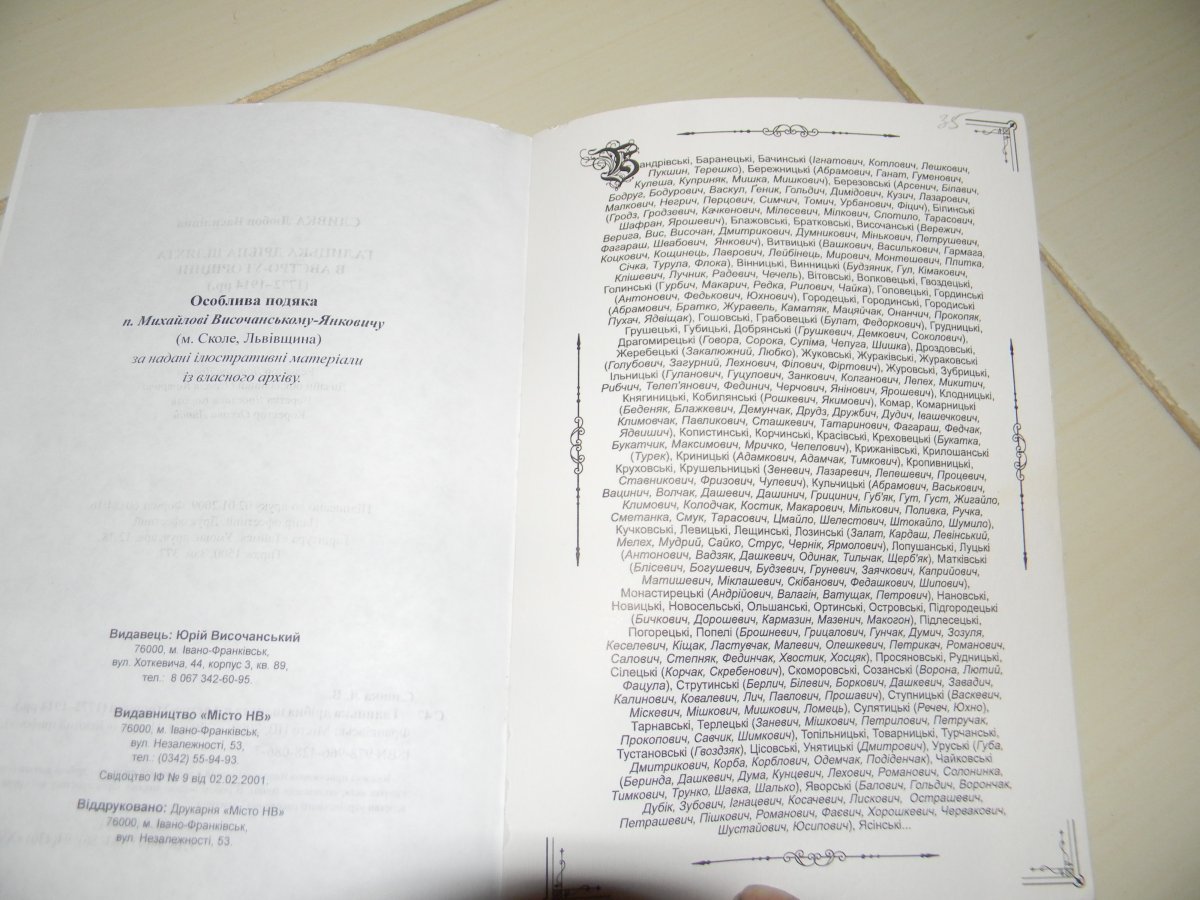 Особлива подяка
п. Михайлові Височанському-Янковичу
(м. Сколе, Львівщина)
за надані ілюстративні матеріали
із власного архіву.
Видавець: Юрій Височанський
76000, м. Івано-Франківськ,
вул. Хоткевича, 44, корпус 3, кв. 89,
тел.: 8 067 342-60-95.
Видавництво «Місто НВ»
76000, м. Івано-Франківськ,
вул. Незалежності, 53,
тел.: (0342) 55-94-93.
Свідоцтво ІФ № 9 від 02.02.2001.
Віддруковано: Друкарня «Місто НВ»
76000, м. Івано-Франківськ,
вул. Незалежності, 53.
35
Бандрівські, Баранецькі, Бачинські (Ігнатович, Котлович, Лешкович,
Пукшин, Терешко), Бережницькі (Абрамович, Ганат, Гуменович,
Кулеша, Куприняк, Мишка, Мишкович), Березовські (Арсенич, Білавич,
Бодруг, Бодурович, Васкул, Геник, Гольдич, Димідович, Кузич, Лазарович,
Малкович, Негрич, Перцович, Симчич, Томич, Урбанович, Фіцич), Білинські
(Гродз, Гродзевич, Качкенович, Мілесевич, Мілкович, Слотило, Тарасович,
Шафран, Ярошевич), Блажовські, Братковські, Височанські (Вережич,
Верига, Вис, Височан, Дмитрикович, Думникович, Мінькович, Петрушевич,
Фагараш, Швабович, Янкович), Витвицькі (Вашкович, Василькович, Гармага,
Коцкович, Кощинець, Лаврович, Лейбінець, Мирович, Монтешевич, Плитка,
Січка, Турула, Флока), Вінницькі, Винницькі (Будзяник, Гул, Кімакович,
Клішевич, Лучник, Радевич, Чечель), Вітовські, Волковецькі, Гвоздецькі,
Голинські (Гурбич, Макарич, Редка, Рилович, Чайка), Головецькі, Гординські
(Антонович, Федькович, Юхнович), Городецькі, Городинські, Городиські
(Абрамович, Братко, Журавель, Каматяк, Мацяйчак, Онанчич, Прокопяк,
Пухач, Ядвіщак), Гошовські, Грабовецькі (Булат, Федоркович), Грудницькі,
Грушецькі, Губицькі, Добрянські (Грушкевич, Демкович, Соколович),
Драгомирецькі (Говора, Сорока, Суліма, Челуга, Шишка), Дроздовські,
Жеребецькі (Закалюжний, Любко), Жуковські, Жураківські, Жураковські
(Голубович, Загурний, Лехнович, Філович, Фіртович), Журовські, Зубрицькі,
Ільницькі (Гуланович, Гуцулович, Занкович, Колганович, Лепех, Микитич,
Рибчич, Телеп'янович, Фединич, Черчович, Янінович, Ярошевич), Клодницькі,
Княгиницькі, Кобилянські (Рошкевич, Якимович), Комар, Комарницькі
(Беденяк, Блажкевич, Демунчак, Друдз, Дружбич, Дудич, Івашечкович,
Климовчак, Павликович, Сташкевич, Татаринович, Фагараш, Федчак,
Ядвишич), Копистинські, Корчинські, Красівські, Креховецькі (Букатка,
Букатчик, Максимович, Мричко, Чепелович), Крижанівські, Крилошанські
(Турек), Криницькі (Адамкович, Адамчак, Тимкович), Кропивницькі,
Круховські, Крушельницькі (Зеневич, Лазаревич, Лепешевич, Процевич,
Ставникович, Фризович, Чулевич), Кульчицькі (Абрамович, Васькович,
Вацинич, Волчак, Дашевич, Дашинич, Грицинич, Губ'як, Гут, Густ, Жигайло,
Климович, Колодчак, Костик, Макарович, Мількович, Поливка, Ручка,
Сметанка, Смук, Тарасович, Цмайло, Шелестович, Штокайло, Шумило),
Кучковські, Левицькі, Лещинські, Лозинські (Залат, Кардаш, Левінський,
Мелех, Мудрий, Сайко, Струс, Чернік, Ярмолович), Лопушанські, Луцькі
(Антонович, Вадзяк, Дашкевич, Одинак, Тильчак, Щерб'як), Матківські
(Блісевич, Богушевич, Будзевич, Груневич, Заячкович, Каприйович,
Матишевич, Міклашевич, Скібанович, Федашкович, Шипович),
Монастирецькі (Андрійович, Валагін, Ватущак, Петрович), Нановські,
Новицькі, Новосельські, Ольшанські, Ортинські, Островські, Підгородецькі
(Бичкович, Дорошевич, Кармазин, Мазенич, Макогон), Підлесецькі,
Погорецькі, Попелі (Брошневич, Грицалович, Гунчак, Думич, Зозуля,
Кеселевич, Кіщак, Ластувчак, Малевич, Олешкевич, Петрикач, Романович,
Салович, Степняк, Фединчак, Хвостик, Хосцяк), Просяновські, Рудницькі,
Сілецькі (Корчак, Скребенович), Скоморовські, Созанські (Ворона, Лютий,
Фацула), Струтинські (Берлич, Білевич, Боркович, Дашкевич, Завадич,
Калинович, Ковалевич, Лич, Павлович, Прошавич), Ступницькі (Васкевич,
Міскевич, Мішкович, Мишкович, Ломець), Сулятицькі (Речеч, Юхно),
Тарнавські, Терлецькі (Заневич, Мішкович, Петрилович, Петручак,
Прокопович, Савчик, Шимкович), Топільницькі, Товарницькі, Турчанські,
Тустановські (Гвоздзяк), Цісовські, Унятицькі (Дмитрович), Уруські (Губа,
Дмитрикович, Корба, Корблович, Одемчак,Подіденчак), Чайковські
(Беринда, Дашкевич, Дума, Кунцевич, Лехович, Романович, Солонинка,
Тимкович, Трунко, Шавка, Шалько), Яворські (Балович, Гольдич, Ворончак,
Дубік, Зубович, Ігнацевич, Косачевич, Лискович, Остраше­вич,
Петрашевич, Пішкович, Романович, Фаєвич, Хорошкевич, Червакович,
Шустайович, Юсипович), Ясінські...